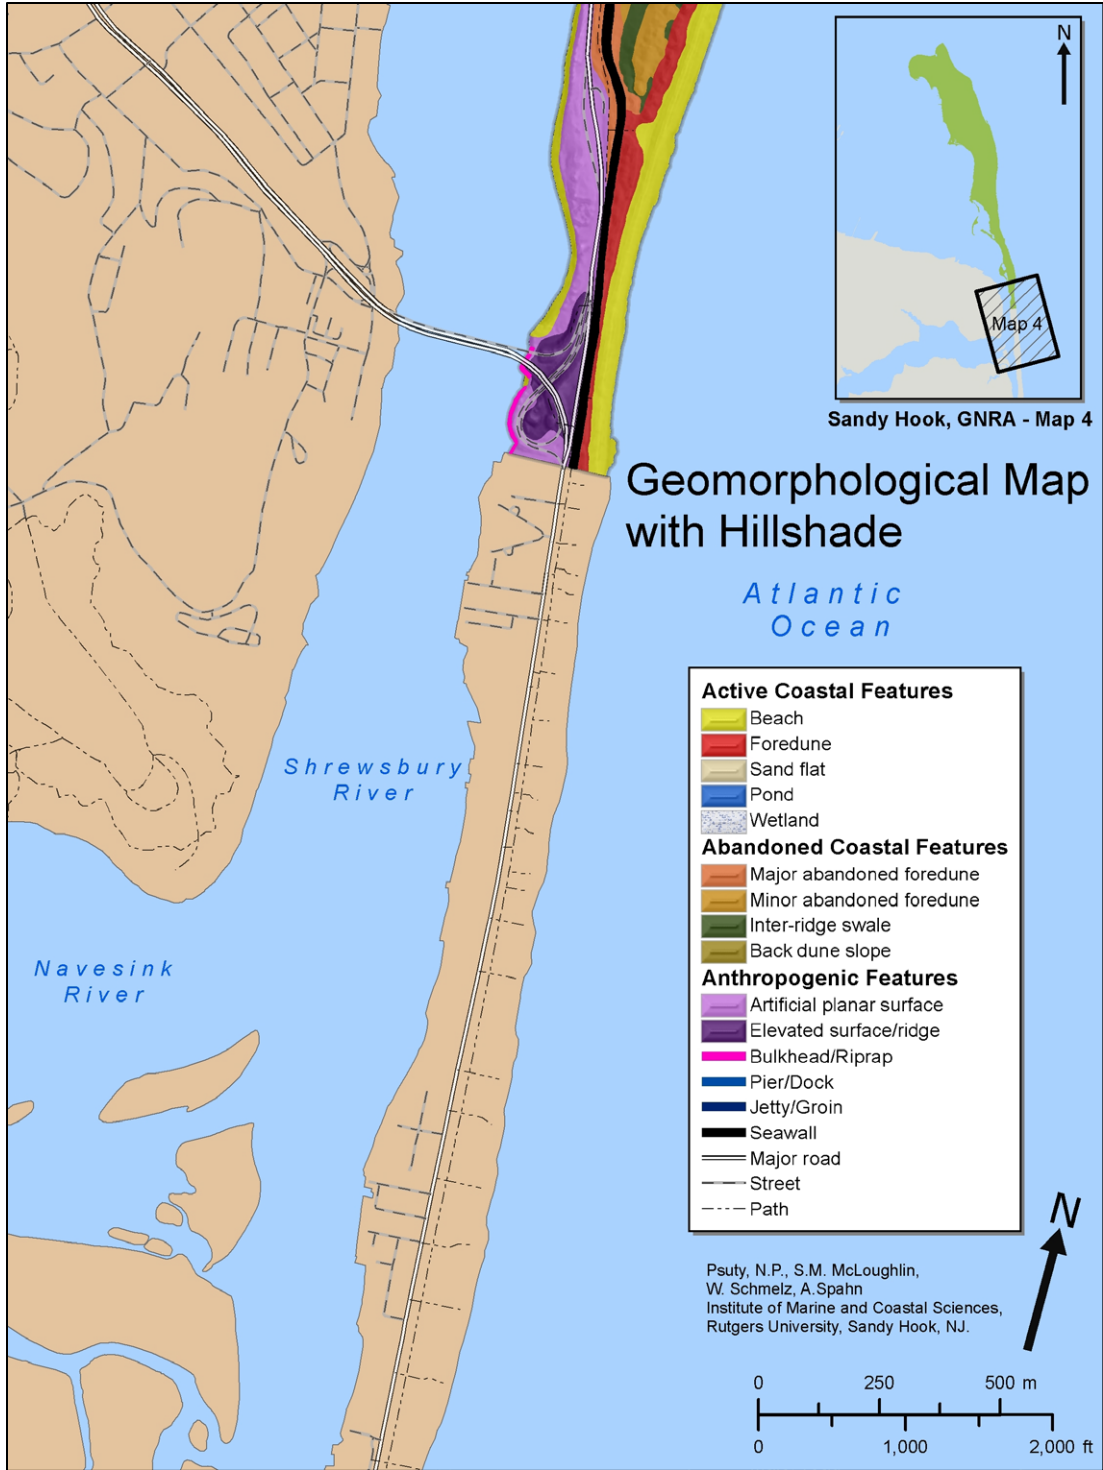 N
Map 4
Sandy Hook, GNRA - Map 4
Geomorphological Map
with Hillshade
Atlantic
Ocean
Shrewsbury
River
Navesink
River
Active Coastal Features
Beach
Foredune
Sand flat
Pond
Wetland
Abandoned Coastal Features
Major abandoned foredune
Minor abandoned foredune
Inter-ridge swale
Back dune slope
Anthropogenic Features
Artificial planar surface
Elevated surface/ridge
Bulkhead/Riprap
Pier/Dock
Jetty/Groin
Seawall
Major road
Street
Path
N
Psuty, N.P., S.M. McLoughlin,
W. Schmelz, A.Spahn
Institute of Marine and Coastal Sciences,
Rutgers University, Sandy Hook, NJ.
0 250 500 m
0 1,000 2,000 ft